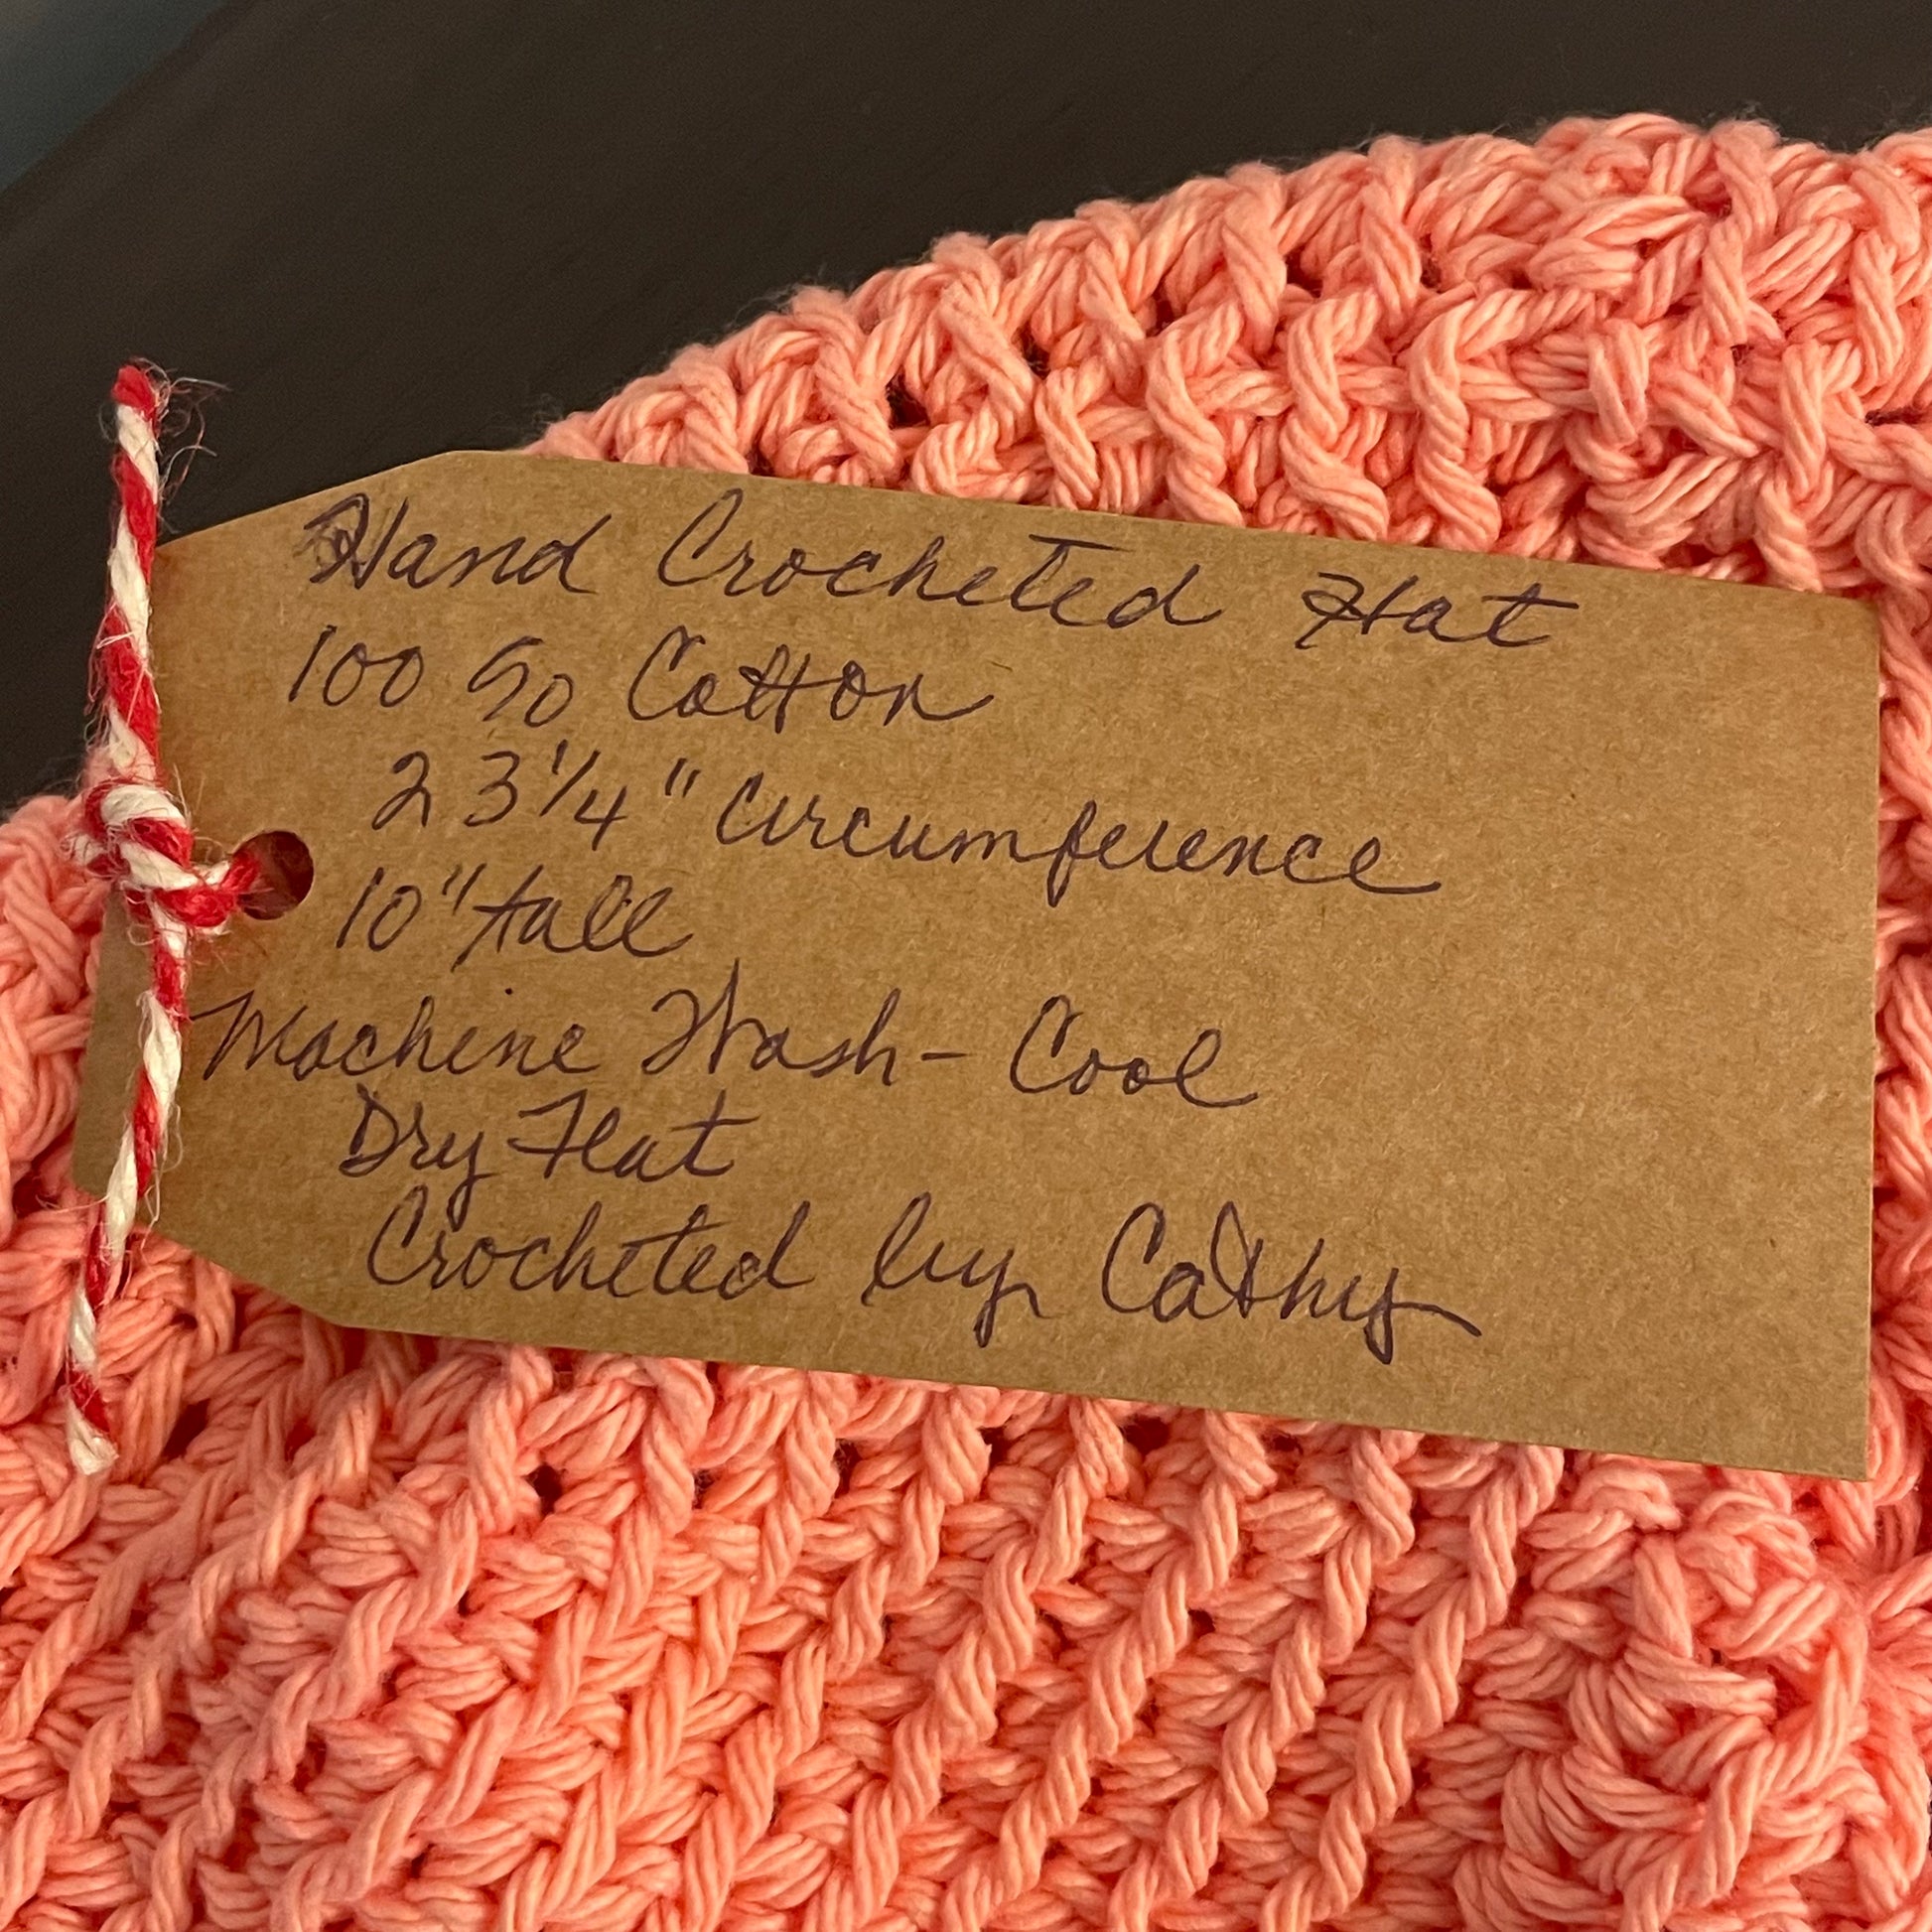 Hand Crocheted Hat
100 % Cotton
23 1/4" Circumference
10" tall
Machine Wash - Cool
Dry Flat
Crocheted by Cathy